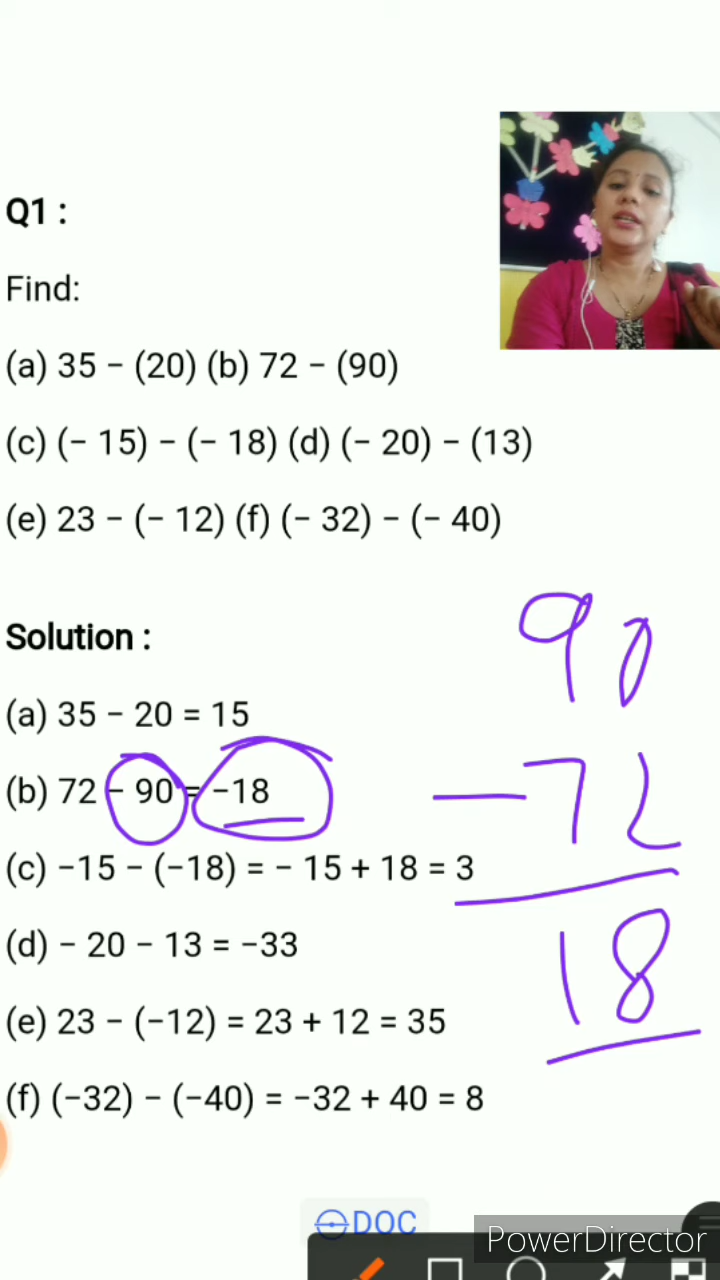 Q1 :
Find:
(a) 35 − (20) (b) 72 − (90)
(c) (− 15) − (− 18) (d) (− 20) − (13)
(e) 23 − (− 12) (f) (− 32) − (− 40)
Solution :
(a) 35 − 20 = 15
(b) 72 − 90 = −18
(c) −15 − (−18) = − 15 + 18 = 3
(d) − 20 − 13 = −33
(e) 23 − (−12) = 23 + 12 = 35
(f) (−32) − (−40) = −32 + 40 = 8
90
−72
18
DOC
PowerDirector